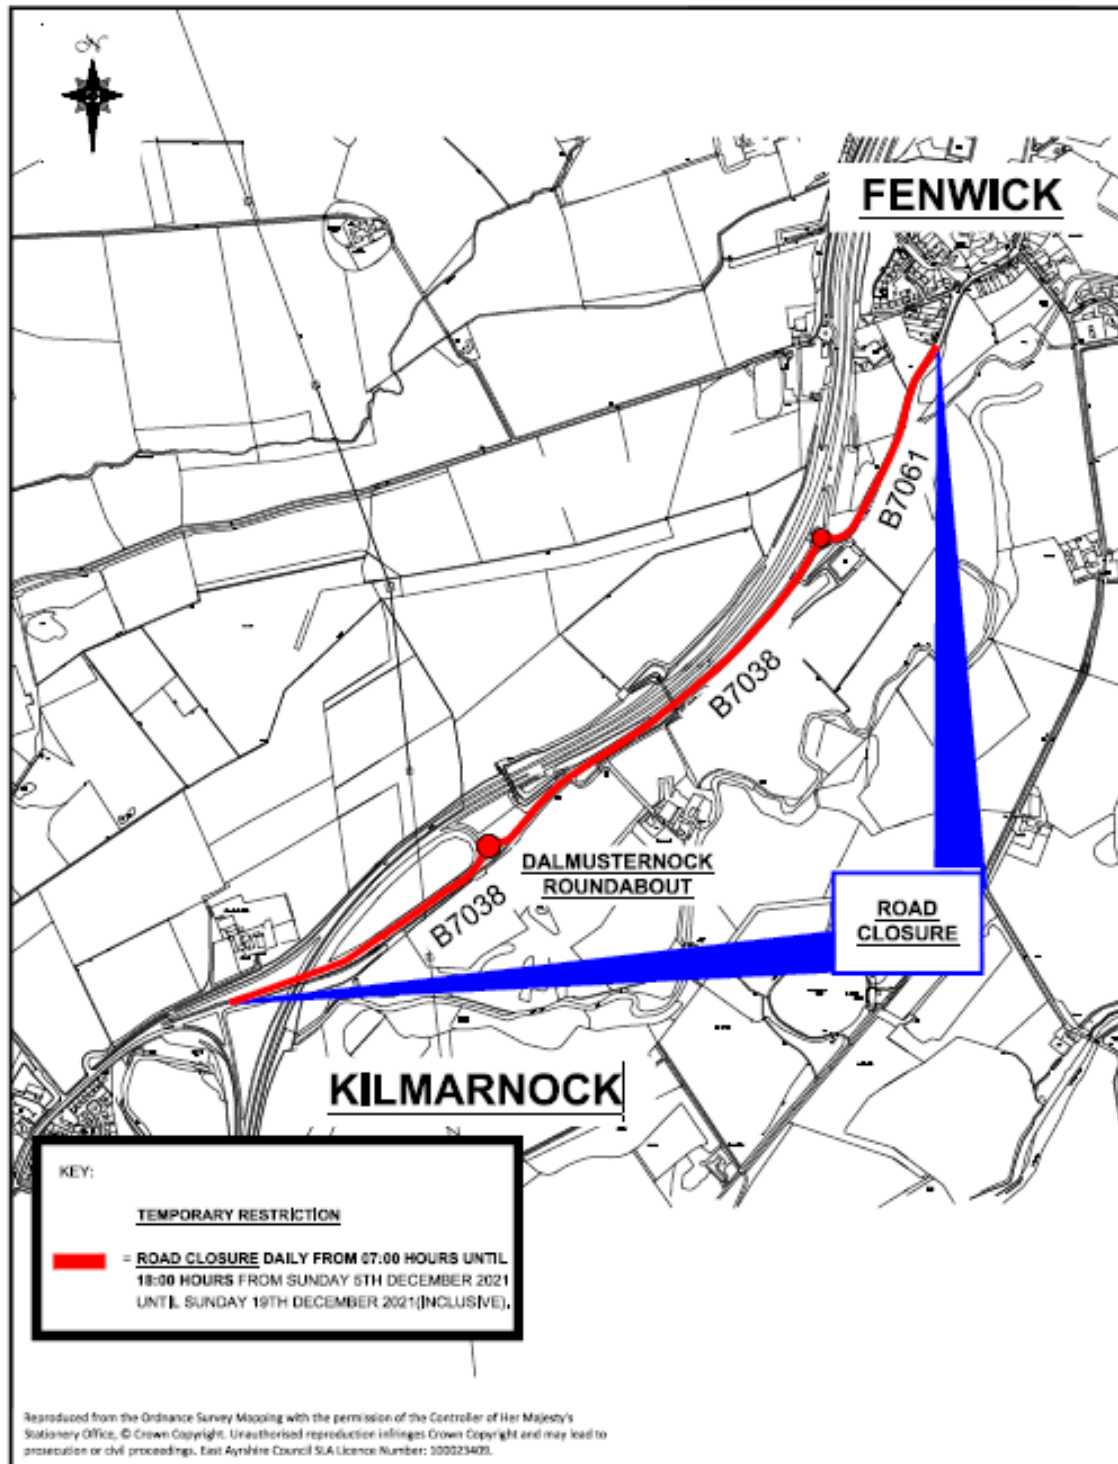 N
FENWICK
B7061
B7038
DALMUSTERNOCK
ROUNDABOUT
B7038
ROAD
CLOSURE
KILMARNOCK
KEY:
TEMPORARY RESTRICTION
= ROAD CLOSURE DAILY FROM 07:00 HOURS UNTIL
18:00 HOURS FROM SUNDAY 5TH DECEMBER 2021
UNTIL SUNDAY 19TH DECEMBER 2021(INCLUSIVE).
Reproduced from the Ordnance Survey Mapping with the permission of the Controller of Her Majesty's
Stationery Office, © Crown Copyright. Unauthorised reproduction infringes Crown Copyright and may lead to
prosecution or civil proceedings. East Ayrshire Council SLA Licence Number: 100023409.